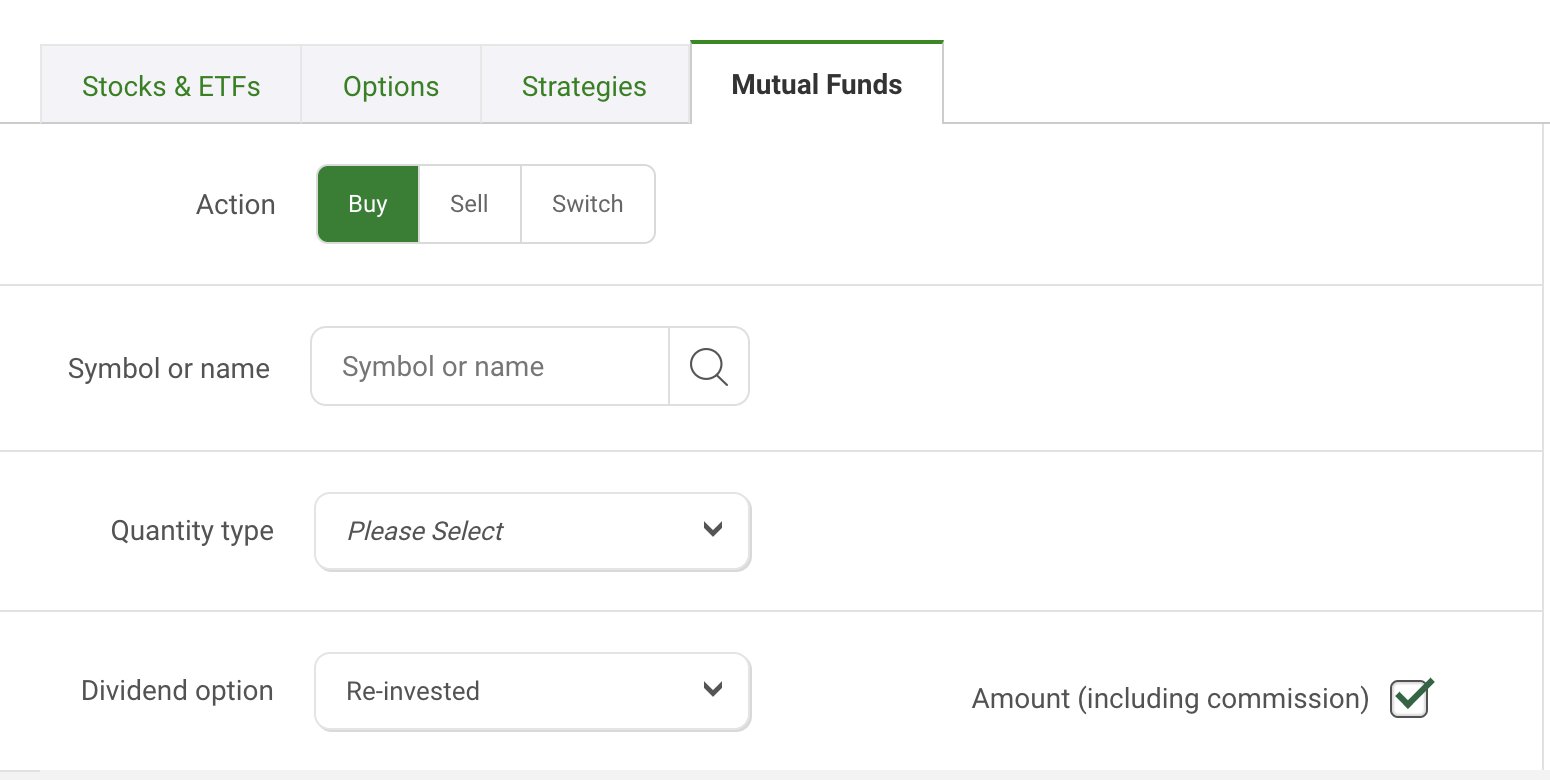 Stocks & ETFs Options Strategies Mutual Funds
Action Buy Sell Switch
Symbol or name Symbol or name
Quantity type Please Select
Dividend option Re-invested Amount (including commission)